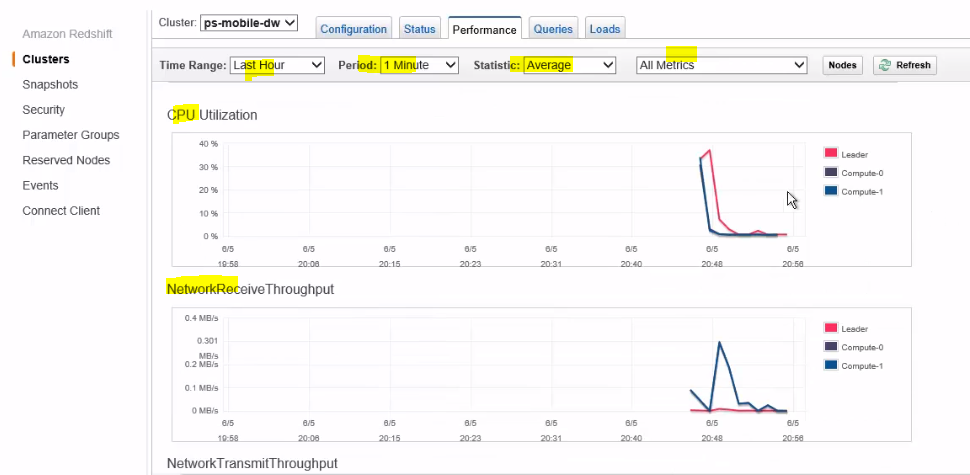 Amazon Redshift
Clusters
Snapshots
Security
Parameter Groups
Reserved Nodes
Events
Connect Client
Cluster: ps-mobile-dw
Configuration Status Performance Queries Loads
Time Range: Last Hour Period: 1 Minute Statistic: Average All Metrics Nodes Refresh
CPU Utilization
40 %
30 %
20 %
10 %
0 %
6/5 6/5 6/5 6/5 6/5 6/5 6/5 6/5
19:58 20:06 20:15 20:23 20:31 20:40 20:48 20:56
Leader
Compute-0
Compute-1
NetworkReceiveThroughput
0.4 MB/s
0.301
MB/s
0.2 MB/s
0.1 MB/s
0 MB/s
6/5 6/5 6/5 6/5 6/5 6/5 6/5 6/5
19:58 20:06 20:15 20:23 20:31 20:40 20:48 20:56
Leader
Compute-0
Compute-1
NetworkTransmitThroughput